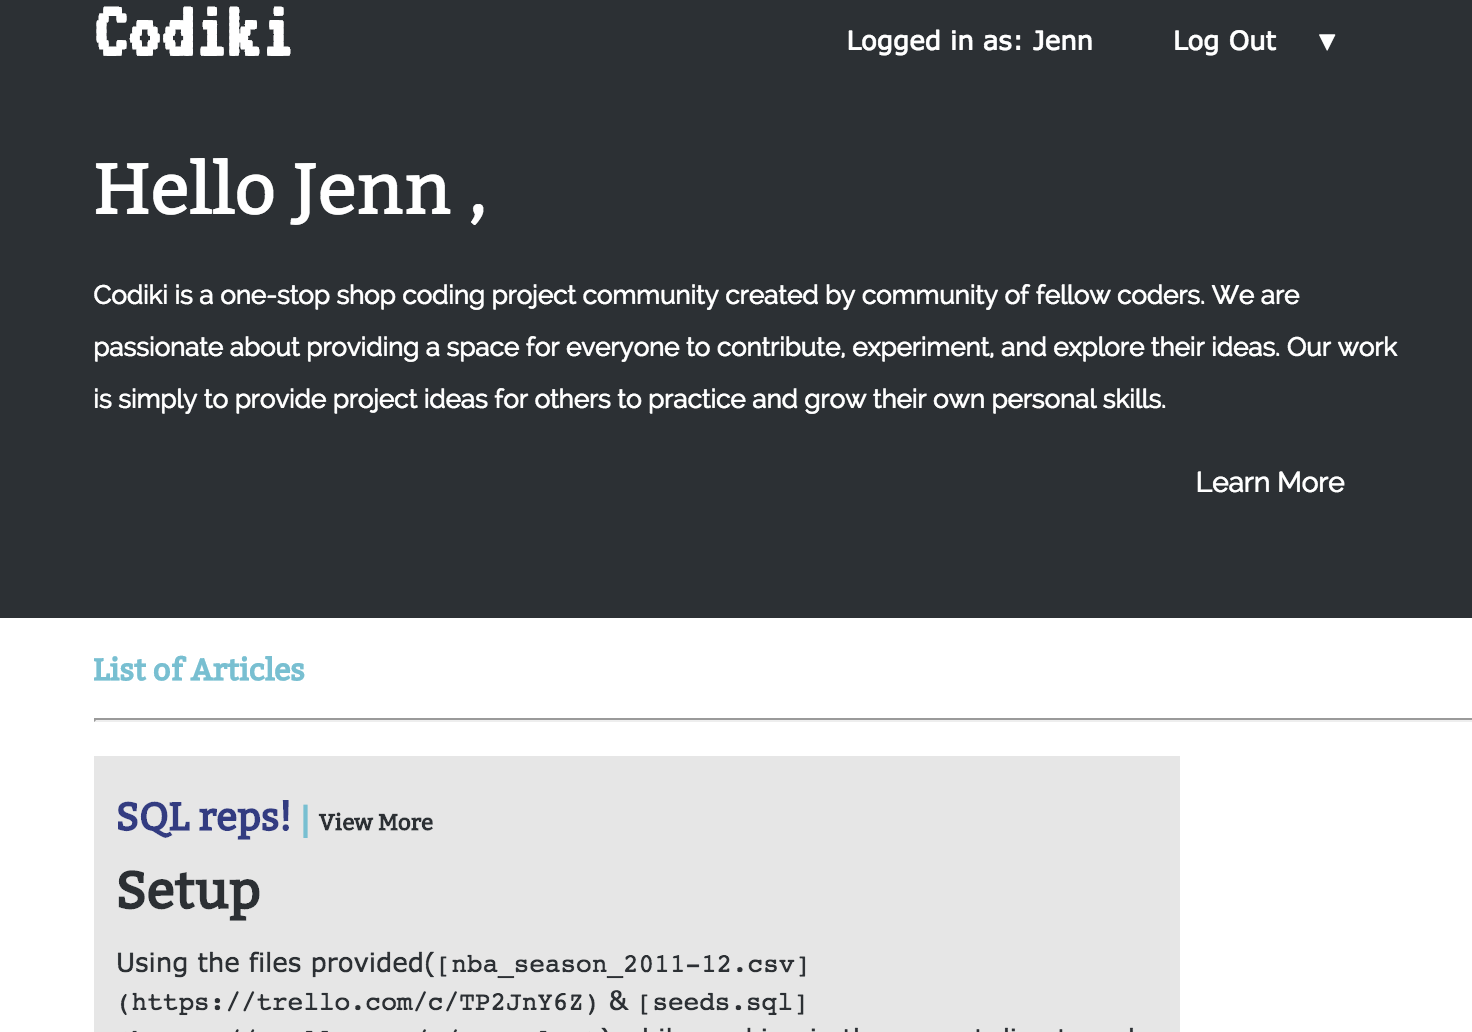 Codiki
Logged in as: Jenn Log Out ▼
Hello Jenn ,
Codiki is a one-stop shop coding project community created by community of fellow coders. We are
passionate about providing a space for everyone to contribute, experiment, and explore their ideas. Our work
is simply to provide project ideas for others to practice and grow their own personal skills.
Learn More
List of Articles
SQL reps! | View More
Setup
Using the files provided([nba_season_2011-12.csv]
(https://trello.com/c/TP2JnY6Z) & [seeds.sql]